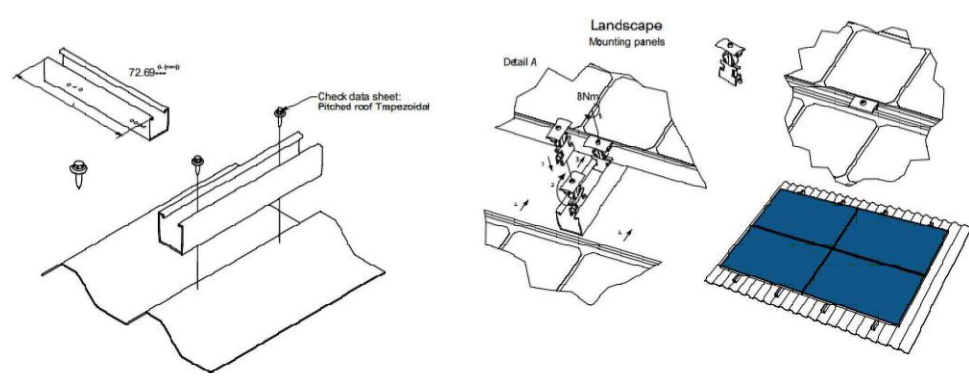 72.69
Check data sheet:
Pitched roof Trapezoidal
Landscape
Mounting panels
Detail A
8Nm